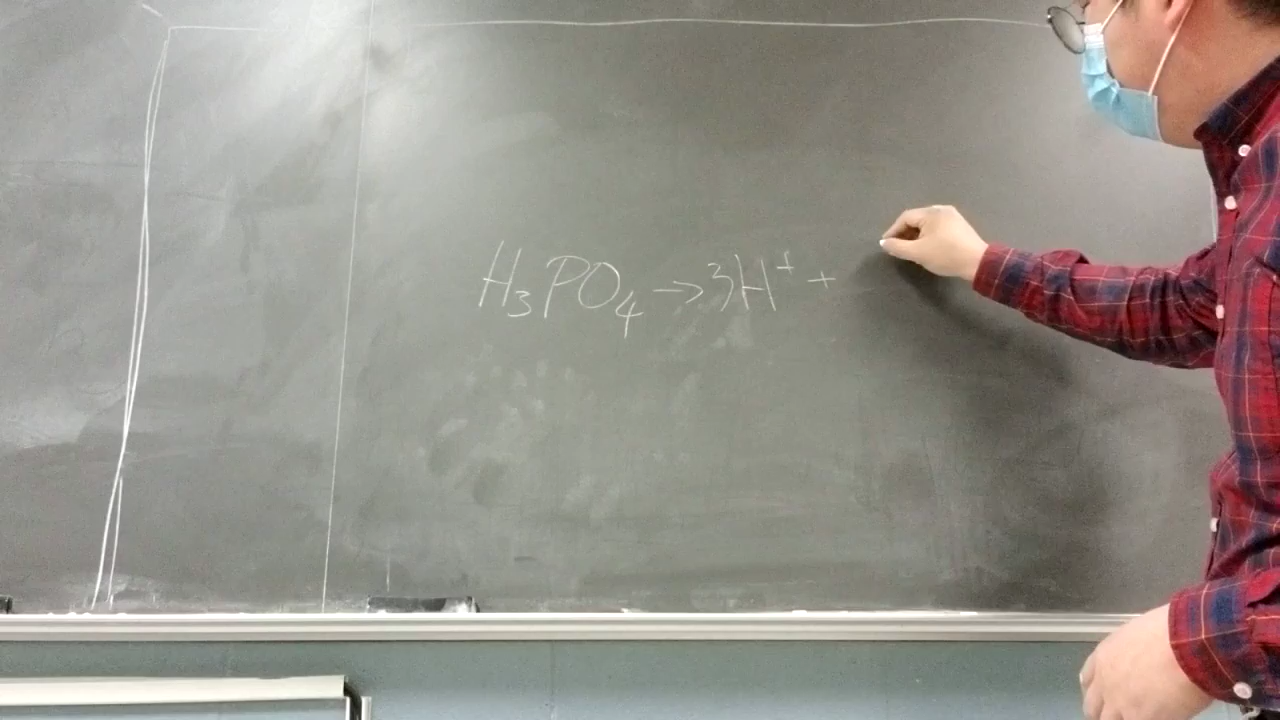 H₃PO₄ → 3H⁺ +